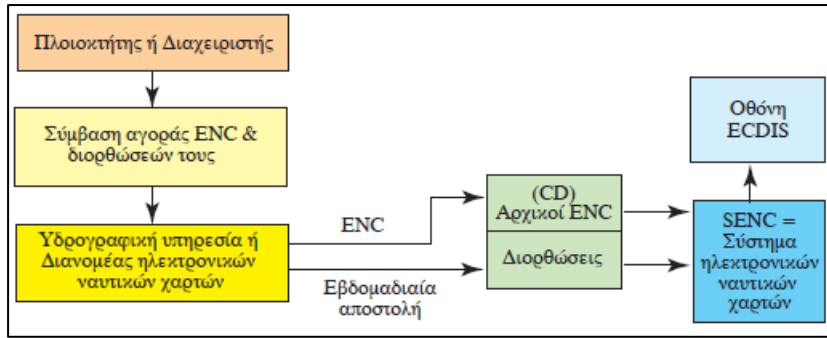 Πλοιοκτήτης ή Διαχειριστής
Σύμβαση αγοράς ENC &
διορθώσεών τους
Υδρογραφική υπηρεσία ή
Διανομέας ηλεκτρονικών
ναυτικών χαρτών
ENC
Εβδομαδιαία
αποστολή
(CD)
Αρχικοί ENC
Διορθώσεις
Οθόνη
ECDIS
SENC =
Σύστημα
ηλεκτρονικών
ναυτικών
χαρτών